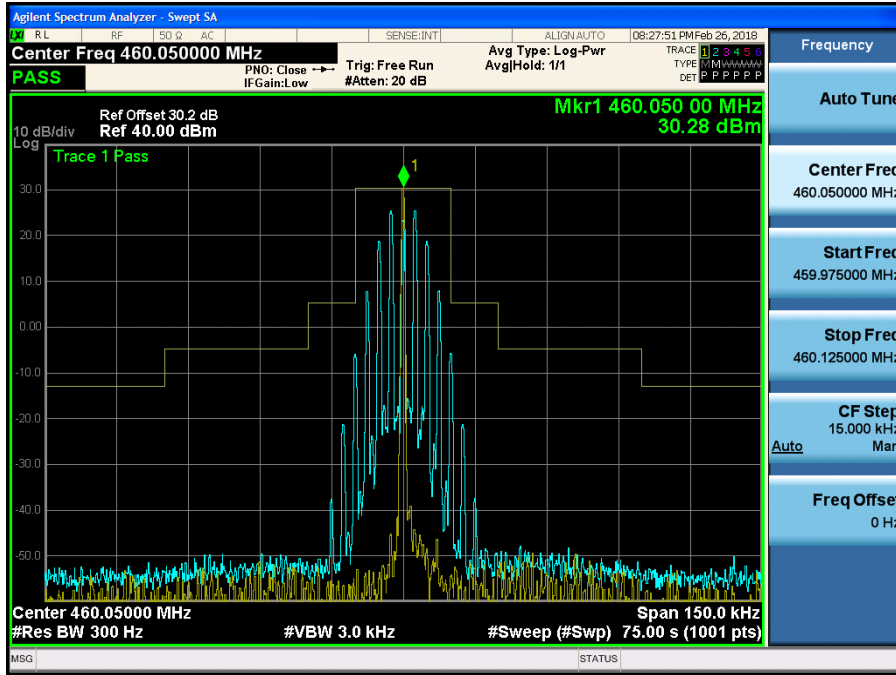 Agilent Spectrum Analyzer - Swept SA
LXI RL RF 50 Ω AC SENSE:INT ALIGN AUTO 08:27:51 PM Feb 26, 2018
Center Freq 460.050000 MHz
PASS
PNO: Close
IFGain:Low
Trig: Free Run
#Atten: 20 dB
Avg Type: Log-Pwr
Avg|Hold: 1/1
TRACE 1 2 3 4 5 6
TYPE M M W W W W
DET P P P P P P
Mkr1 460.050 00 MHz
30.28 dBm
Ref Offset 30.2 dB
10 dB/div Ref 40.00 dBm
Log
Trace 1 Pass
1
30.0
20.0
10.0
0.00
-10.0
-20.0
-30.0
-40.0
-50.0
Center 460.05000 MHz Span 150.0 kHz
#Res BW 300 Hz #VBW 3.0 kHz #Sweep (#Swp) 75.00 s (1001 pts)
MSG STATUS
Frequency
Auto Tune
Center Freq
460.050000 MHz
Start Freq
459.975000 MHz
Stop Freq
460.125000 MHz
CF Step
15.000 kHz
Auto Man
Freq Offset
0 Hz